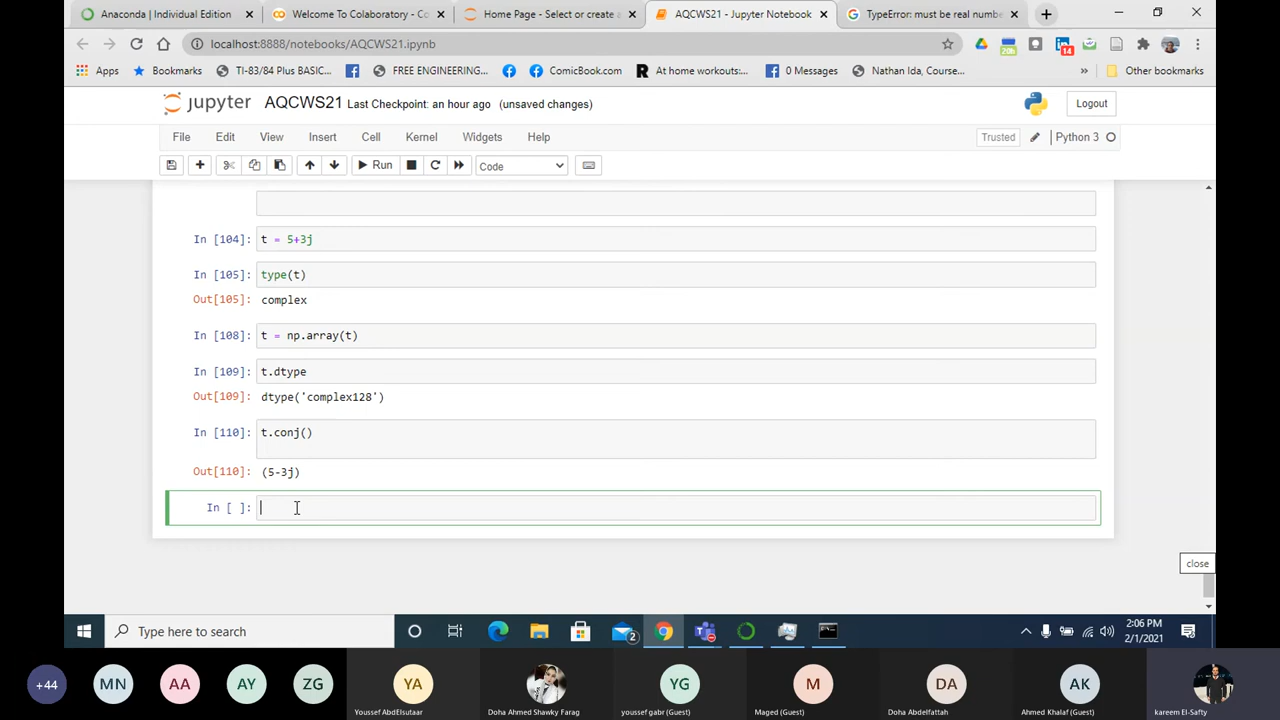 Anaconda | Individual Edition
Welcome To Colaboratory - Co
Home Page - Select or create a
AQCWS21 - Jupyter Notebook
TypeError: must be real numbe
localhost:8888/notebooks/AQCWS21.ipynb
20h
14
Apps
Bookmarks
TI-83/84 Plus BASIC...
FREE ENGINEERING...
ComicBook.com
At home workouts:...
0 Messages
Nathan Ida, Course...
»
Other bookmarks
jupyter
AQCWS21
Last Checkpoint: an hour ago (unsaved changes)
Logout
File
Edit
View
Insert
Cell
Kernel
Widgets
Help
Trusted
Python 3
Run
Code
In [104]: t = 5+3j
In [105]: type(t)
Out[105]: complex
In [108]: t = np.array(t)
In [109]: t.dtype
Out[109]: dtype('complex128')
In [110]: t.conj()
Out[110]: (5-3j)
In [ ]:
close
Type here to search
2
2:06 PM
2/1/2021
+44
MN
AA
AY
ZG
YA
YG
M
DA
AK
Youssef AbdElsutaar
Doha Ahmed Shawky Farag
youssef gabr (Guest)
Maged (Guest)
Doha Abdelfattah
Ahmed Khalaf (Guest)
kareem El-Safty